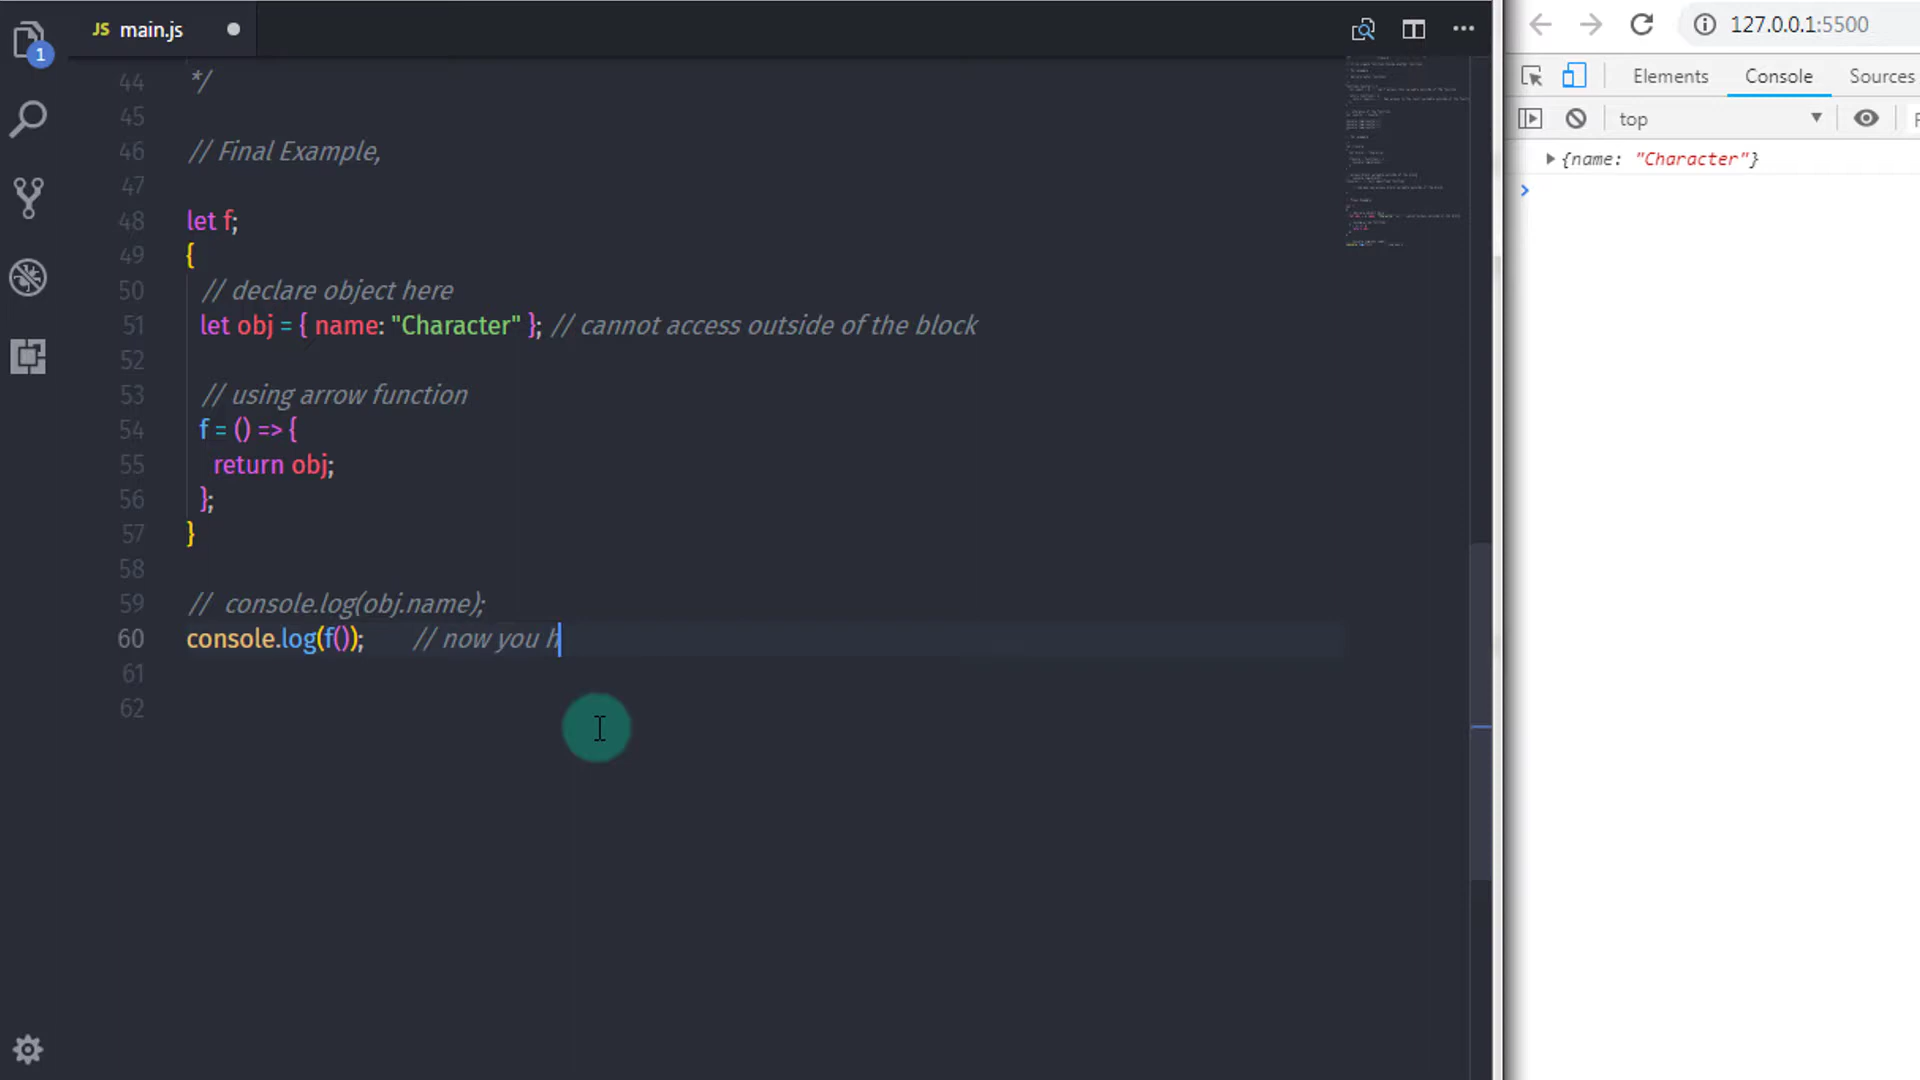 JS main.js
127.0.0.1:5500
1
Elements Console Sources
top
{name: "Character"}
44 */
45
46 // Final Example,
47
48 let f;
49 {
50 // declare object here
51 let obj = { name: "Character" }; // cannot access outside of the block
52
53 // using arrow function
54 f = () => {
55 return obj;
56 };
57 }
58
59 // console.log(obj.name);
60 console.log(f()); // now you h
61
62